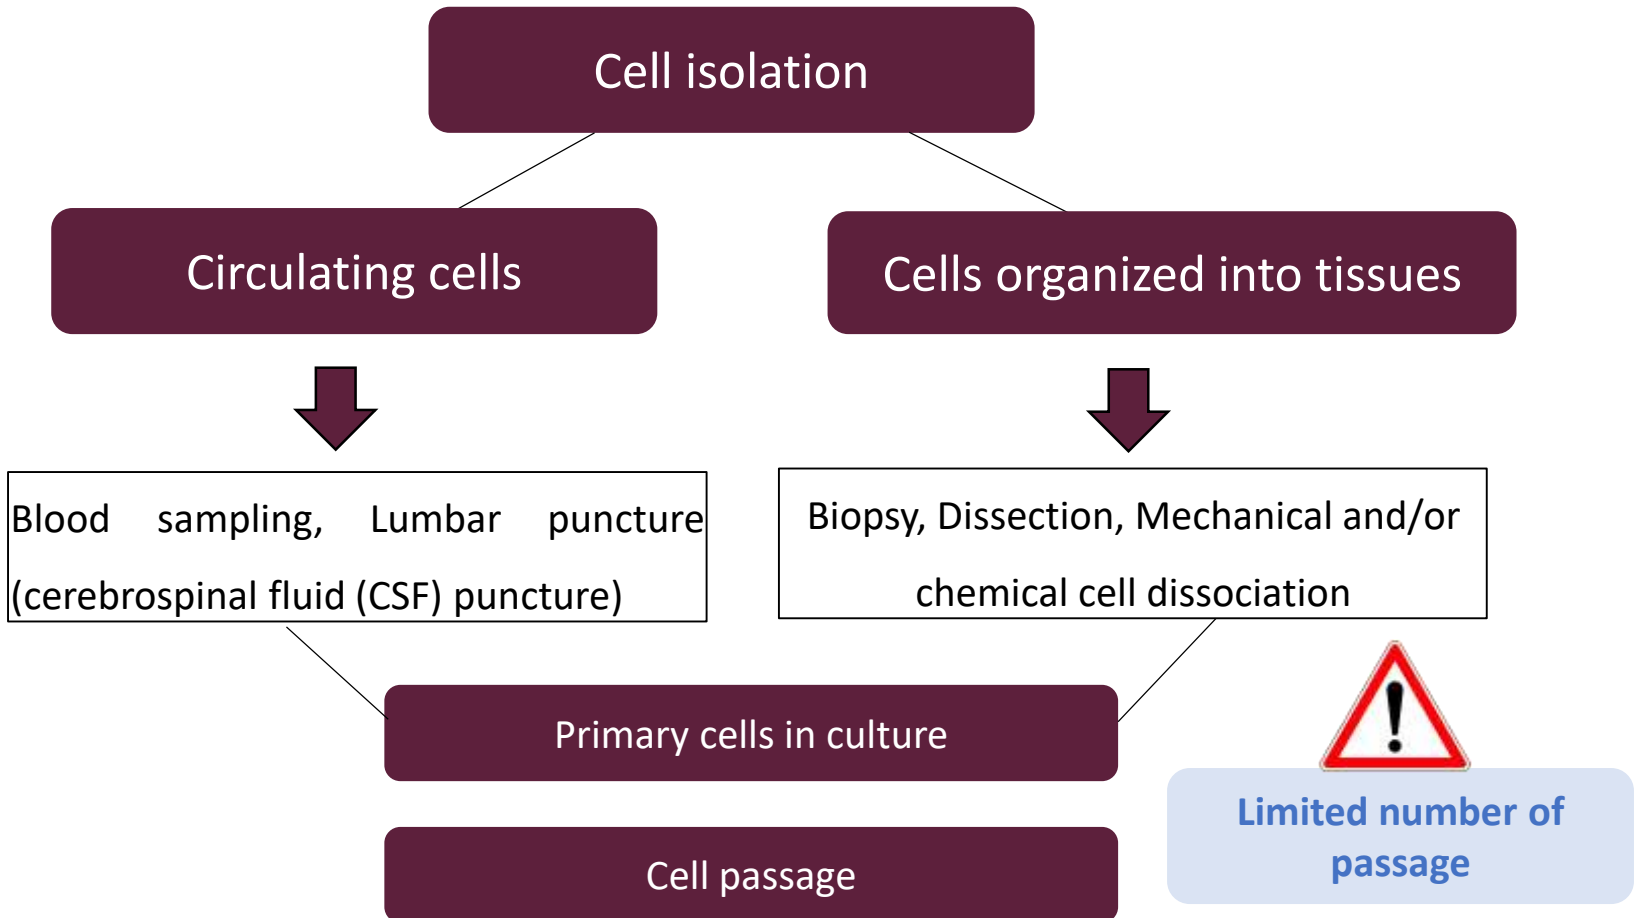 Cell isolation
Circulating cells
Cells organized into tissues
Blood sampling, Lumbar puncture
(cerebrospinal fluid (CSF) puncture)
Biopsy, Dissection, Mechanical and/or
chemical cell dissociation
Primary cells in culture
Limited number of
passage
Cell passage